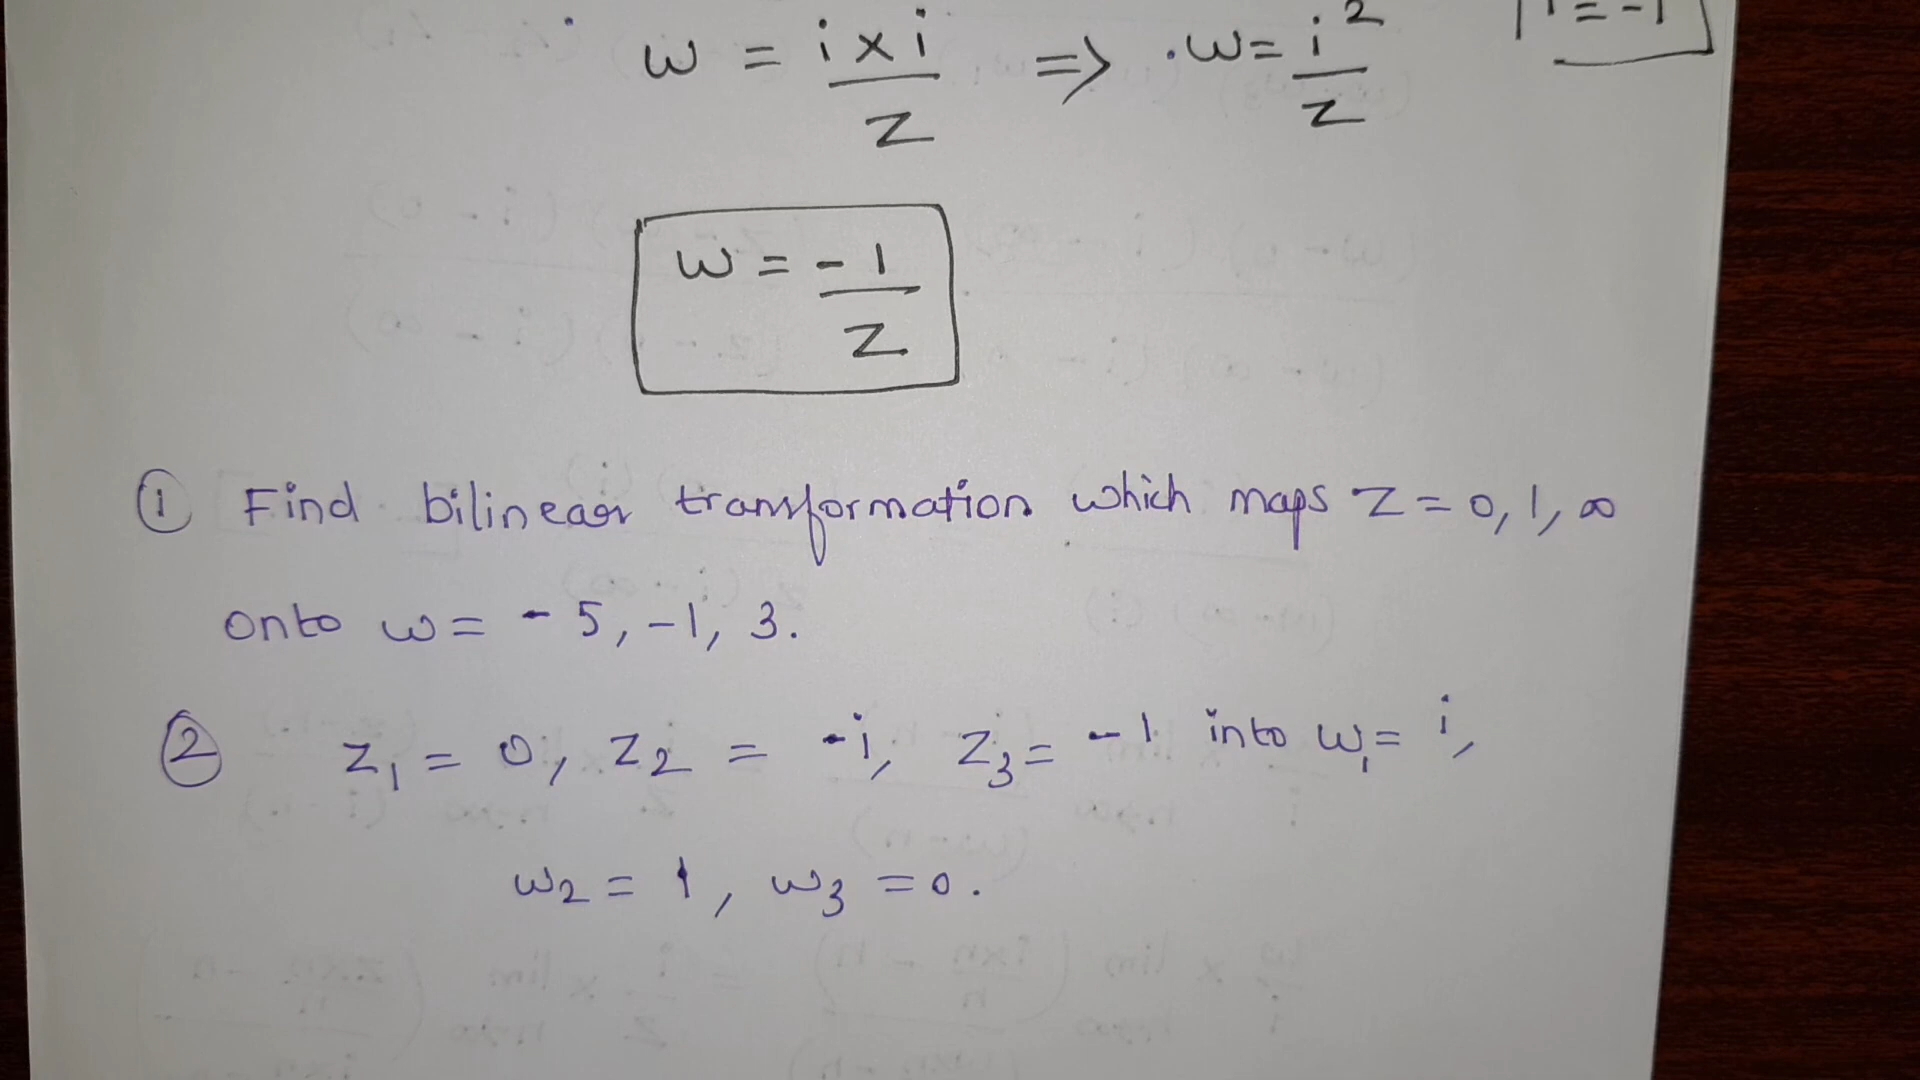 w = i x i / z => w = i² / z = -1
w = -1 / z
① Find bilinear transformation which maps z = 0, 1, ∞
onto w = -5, -1, 3.
② z₁ = 0, z₂ = -i, z₃ = -1 into w₁ = i,
w₂ = 1, w₃ = 0.